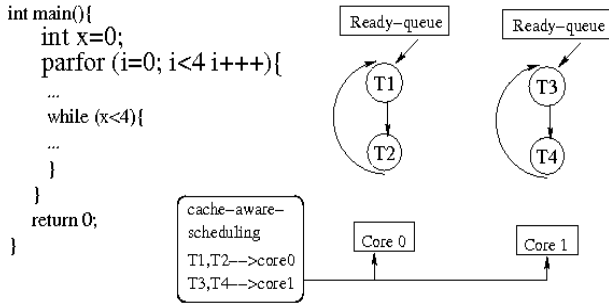 int main(){
int x=0;
parfor (i=0; i<4 i+++){
...
while (x<4){
...
}
}
return 0;
}
Ready-queue
T1
T2
Ready-queue
T3
T4
cache-aware-
scheduling
T1,T2-->core0
T3,T4-->core1
Core 0
Core 1